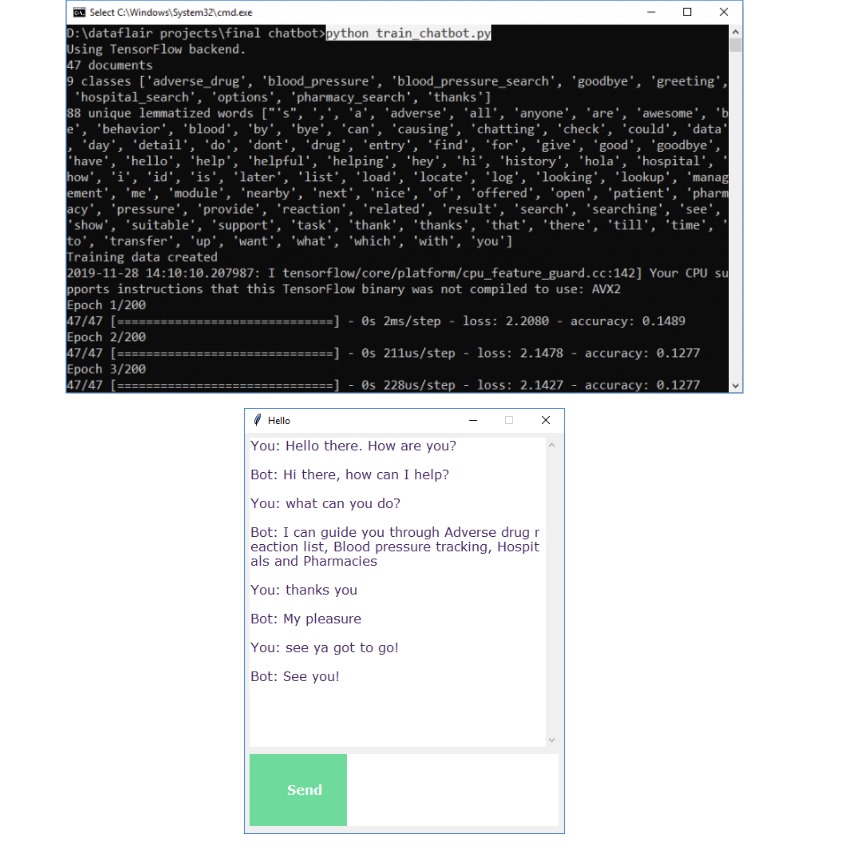 Select C:\Windows\System32\cmd.exe
D:\dataflair projects\final chatbot>python train_chatbot.py
Using TensorFlow backend.
47 documents
9 classes ['adverse_drug', 'blood_pressure', 'blood_pressure_search', 'goodbye', 'greeting',
'hospital_search', 'options', 'pharmacy_search', 'thanks']
88 unique lemmatized words ["'s", ',', 'a', 'adverse', 'all', 'anyone', 'are', 'awesome', 'b
e', 'behavior', 'blood', 'by', 'bye', 'can', 'causing', 'chatting', 'check', 'could', 'data'
, 'day', 'detail', 'do', 'dont', 'drug', 'entry', 'find', 'for', 'give', 'good', 'goodbye',
'have', 'hello', 'help', 'helpful', 'helping', 'hey', 'hi', 'history', 'hola', 'hospital', '
how', 'i', 'id', 'is', 'later', 'list', 'load', 'locate', 'log', 'looking', 'lookup', 'manag
ement', 'me', 'module', 'nearby', 'next', 'nice', 'of', 'offered', 'open', 'patient', 'pharm
acy', 'pressure', 'provide', 'reaction', 'related', 'result', 'search', 'searching', 'see',
'show', 'suitable', 'support', 'task', 'thank', 'thanks', 'that', 'there', 'till', 'time', '
to', 'transfer', 'up', 'want', 'what', 'which', 'with', 'you']
Training data created
2019-11-28 14:10:10.207987: I tensorflow/core/platform/cpu_feature_guard.cc:142] Your CPU su
pports instructions that this TensorFlow binary was not compiled to use: AVX2
Epoch 1/200
47/47 [==============================] - 0s 2ms/step - loss: 2.2080 - accuracy: 0.1489
Epoch 2/200
47/47 [==============================] - 0s 211us/step - loss: 2.1478 - accuracy: 0.1277
Epoch 3/200
47/47 [==============================] - 0s 228us/step - loss: 2.1427 - accuracy: 0.1277
Hello
You: Hello there. How are you?
Bot: Hi there, how can I help?
You: what can you do?
Bot: I can guide you through Adverse drug r
eaction list, Blood pressure tracking, Hospit
als and Pharmacies
You: thanks you
Bot: My pleasure
You: see ya got to go!
Bot: See you!
Send